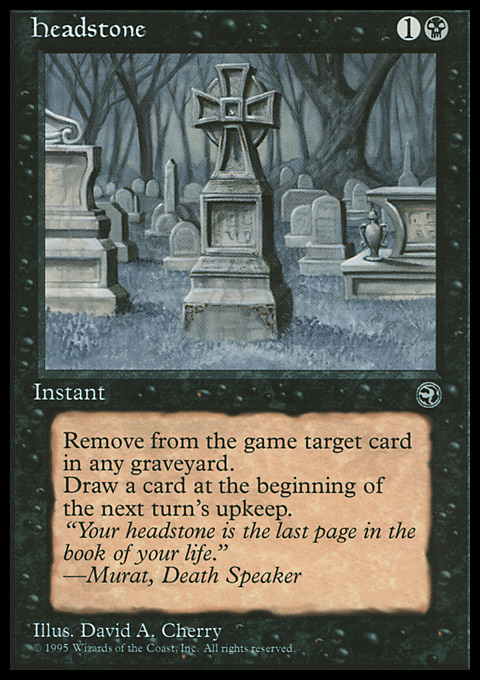 headstone 1
Instant
Remove from the game target card
in any graveyard.
Draw a card at the beginning of
the next turn's upkeep.
“Your headstone is the last page in the
book of your life.”
—Murat, Death Speaker
Illus. David A. Cherry
© 1995 Wizards of the Coast, Inc. All rights reserved.